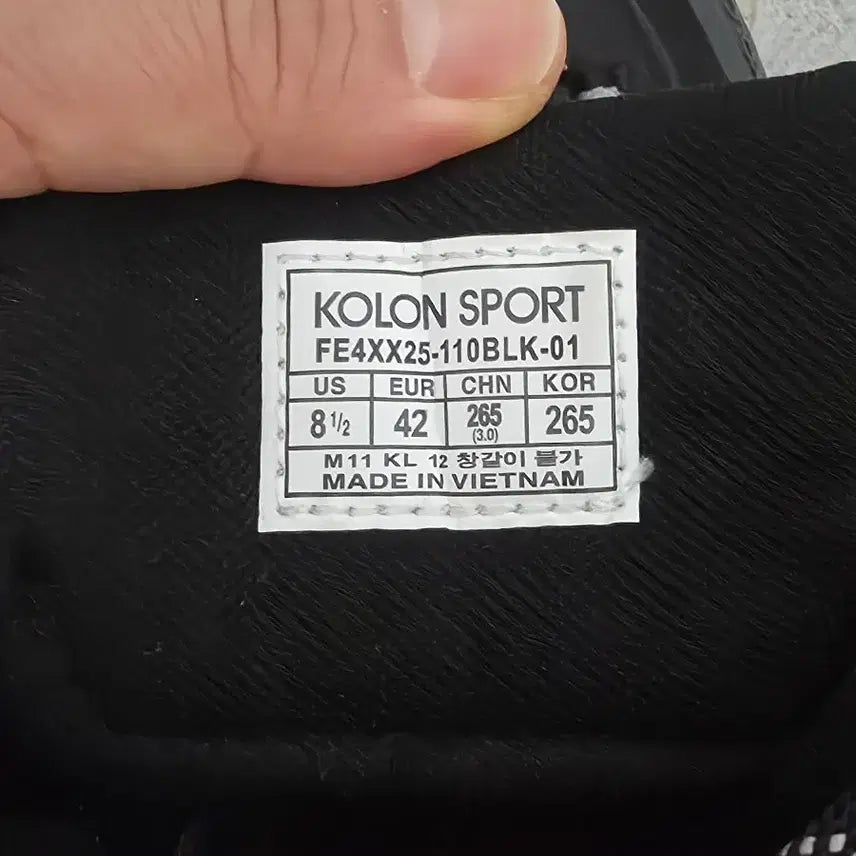 KOLON SPORT
FE4XX25-110BLK-01
US EUR CHN KOR
8 1/2 42 265 (3.0) 265
M11 KL 12 창갈이 불가
MADE IN VIETNAM